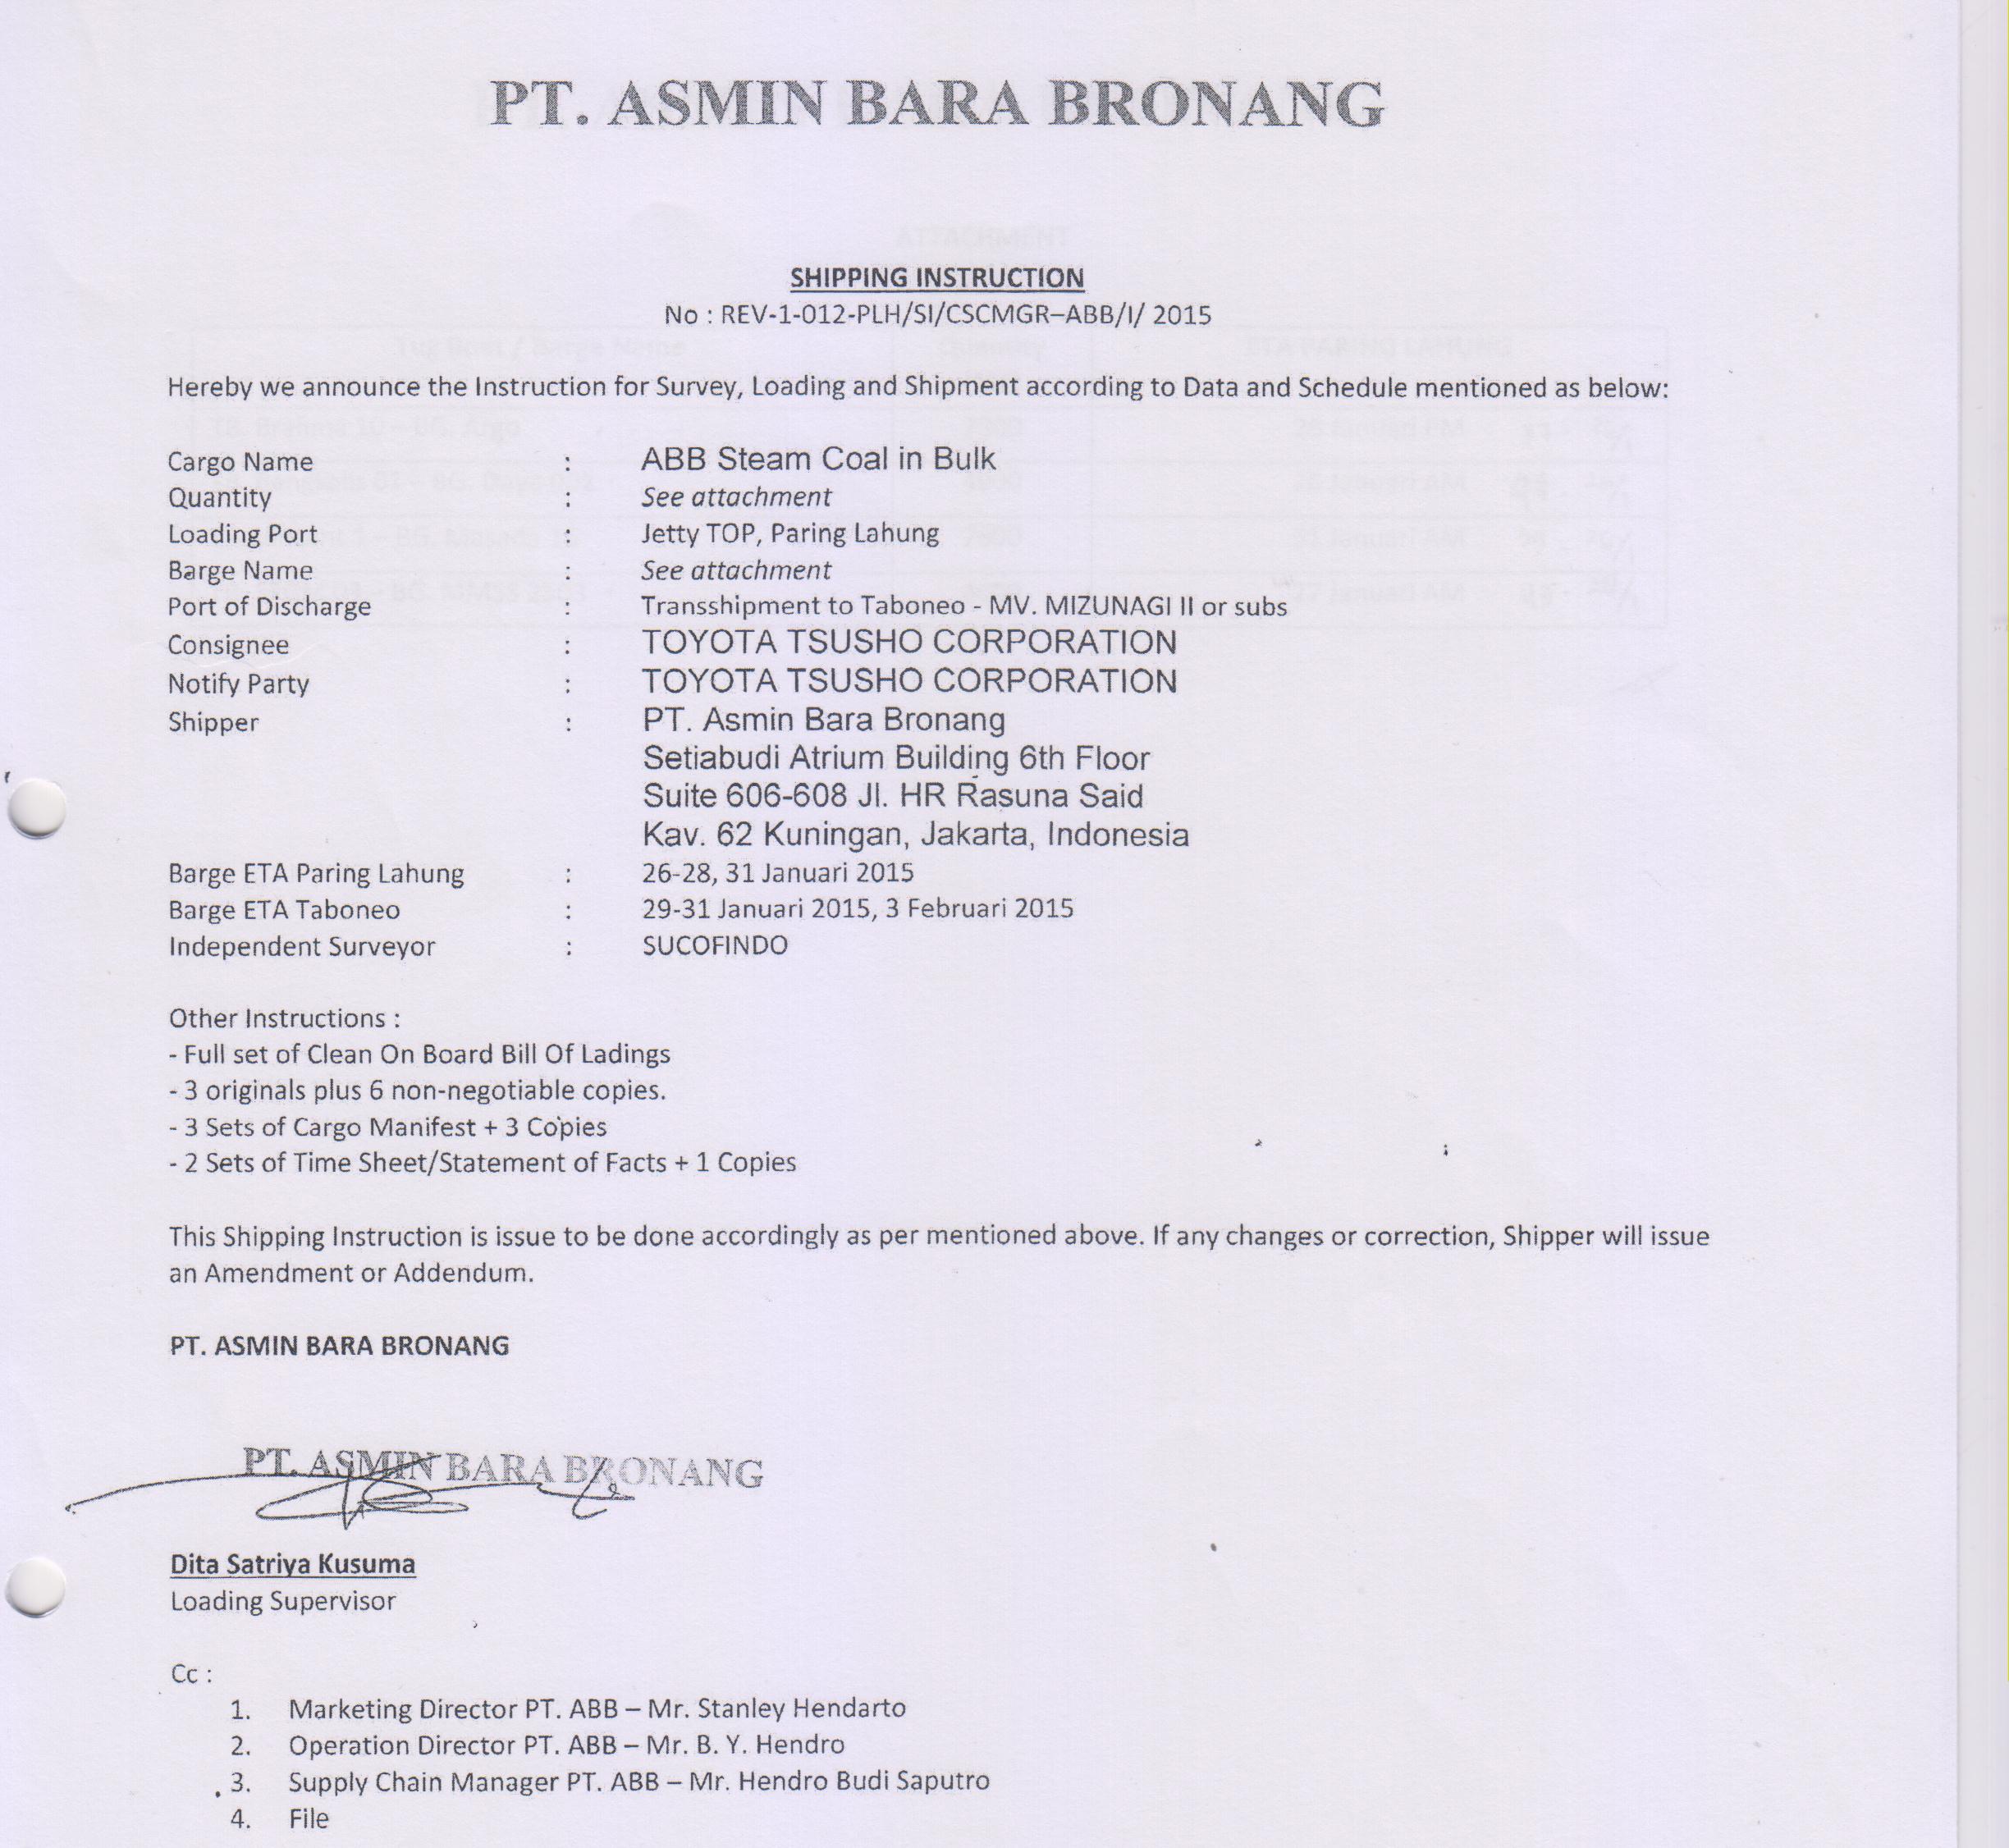 PT. ASMIN BARA BRONANG
SHIPPING INSTRUCTION
No : REV-1-012-PLH/SI/CSCMGR–ABB/I/ 2015
Hereby we announce the Instruction for Survey, Loading and Shipment according to Data and Schedule mentioned as below:
Cargo Name : ABB Steam Coal in Bulk
Quantity : See attachment
Loading Port : Jetty TOP, Paring Lahung
Barge Name : See attachment
Port of Discharge : Transshipment to Taboneo - MV. MIZUNAGI II or subs
Consignee : TOYOTA TSUSHO CORPORATION
Notify Party : TOYOTA TSUSHO CORPORATION
Shipper : PT. Asmin Bara Bronang
Setiabudi Atrium Building 6th Floor
Suite 606-608 Jl. HR Rasuna Said
Kav. 62 Kuningan, Jakarta, Indonesia
Barge ETA Paring Lahung : 26-28, 31 Januari 2015
Barge ETA Taboneo : 29-31 Januari 2015, 3 Februari 2015
Independent Surveyor : SUCOFINDO
Other Instructions :
- Full set of Clean On Board Bill Of Ladings
- 3 originals plus 6 non-negotiable copies.
- 3 Sets of Cargo Manifest + 3 Copies
- 2 Sets of Time Sheet/Statement of Facts + 1 Copies
This Shipping Instruction is issue to be done accordingly as per mentioned above. If any changes or correction, Shipper will issue
an Amendment or Addendum.
PT. ASMIN BARA BRONANG
PT. ASMIN BARA BRONANG
Dita Satriya Kusuma
Loading Supervisor
Cc :
1. Marketing Director PT. ABB – Mr. Stanley Hendarto
2. Operation Director PT. ABB – Mr. B. Y. Hendro
3. Supply Chain Manager PT. ABB – Mr. Hendro Budi Saputro
4. File